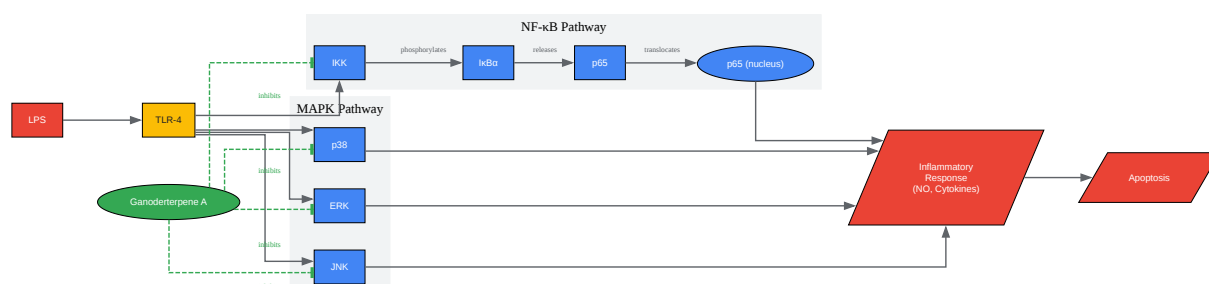 NF-κB Pathway
IKK
phosphorylates
IκBα
releases
p65
translocates
p65 (nucleus)
inhibits
LPS
TLR-4
MAPK Pathway
p38
inhibits
Ganoderterpene A
ERK
inhibits
JNK
Inflammatory
Response
(NO, Cytokines)
Apoptosis